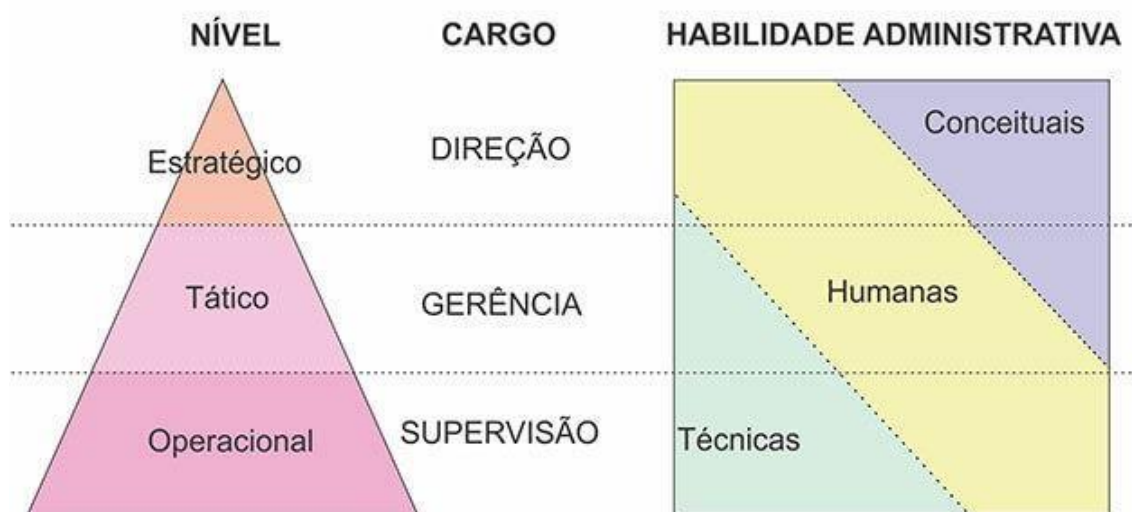 NÍVEL CARGO HABILIDADE ADMINISTRATIVA
Estratégico DIREÇÃO Conceituais
Tático GERÊNCIA Humanas
Operacional SUPERVISÃO Técnicas